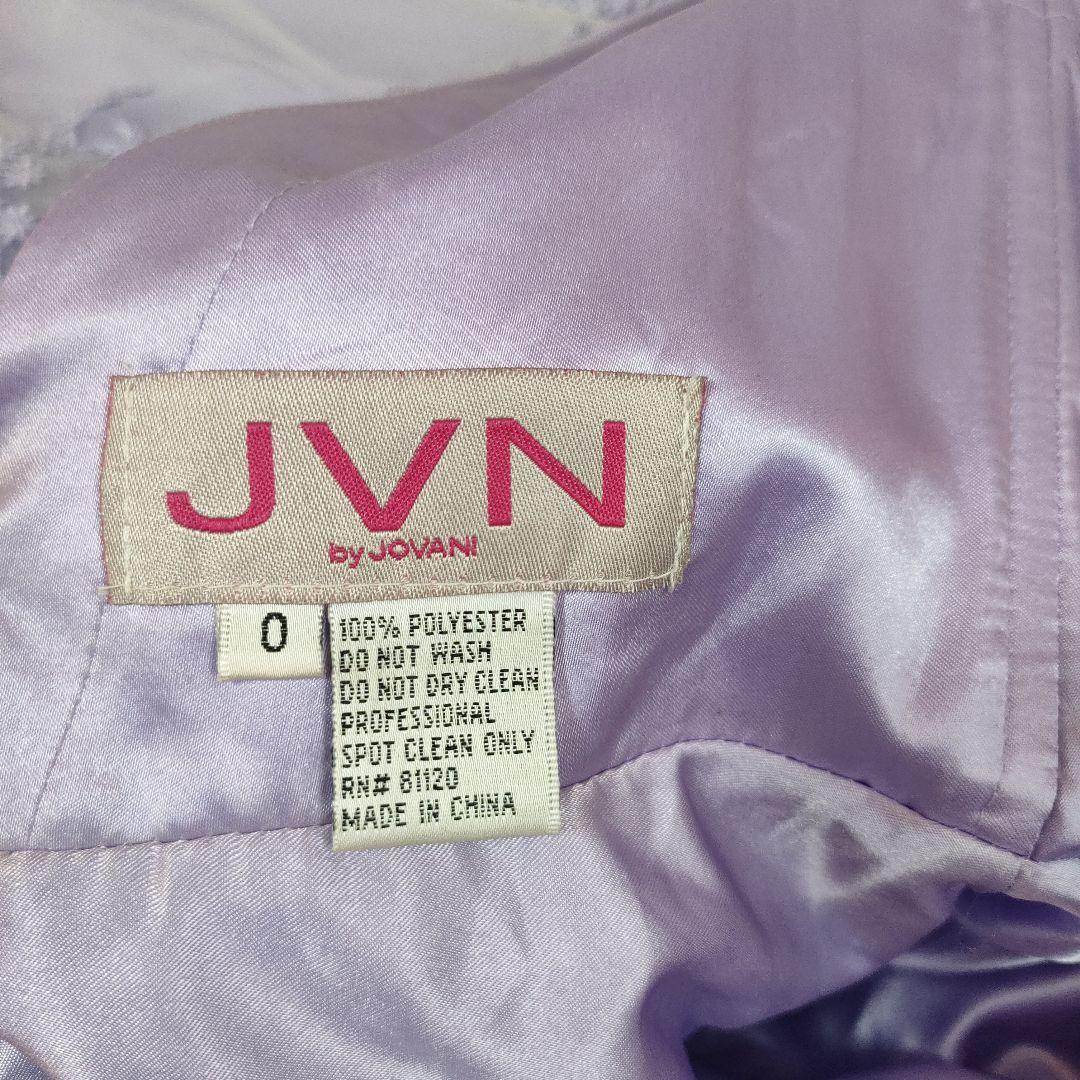 JVN
by JOVANI
0
100% POLYESTER
DO NOT WASH
DO NOT DRY CLEAN
PROFESSIONAL
SPOT CLEAN ONLY
RN# 81120
MADE IN CHINA